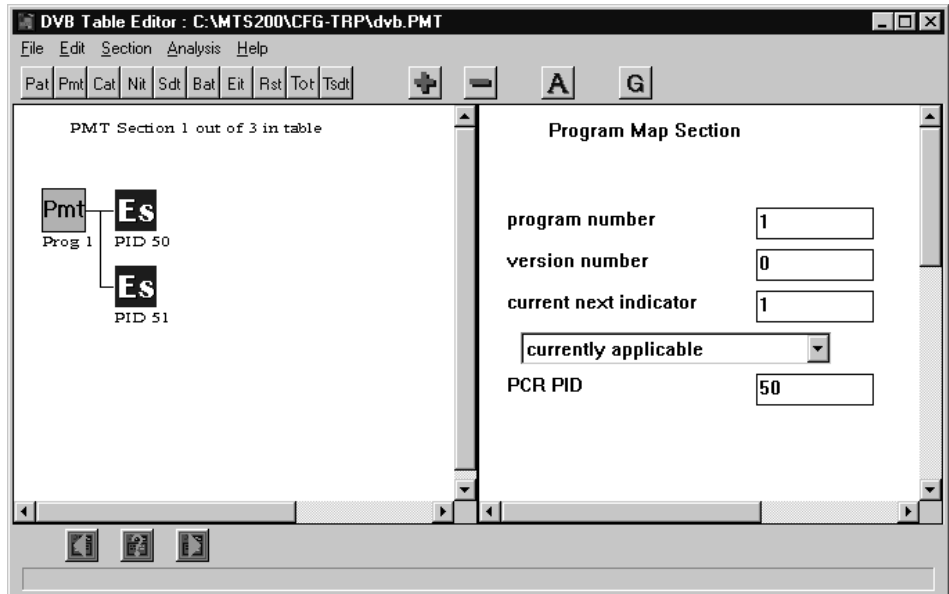 DVB Table Editor : C:\MTS200\CFG-TRP\dvb.PMT
File Edit Section Analysis Help
Pat Pmt Cat Nit Sdt Bat Eit Rst Tot Tsdt A G
PMT Section 1 out of 3 in table
Pmt Es
Prog 1 PID 50
Es
PID 51
Program Map Section
program number 1
version number 0
current next indicator 1
currently applicable
PCR PID 50